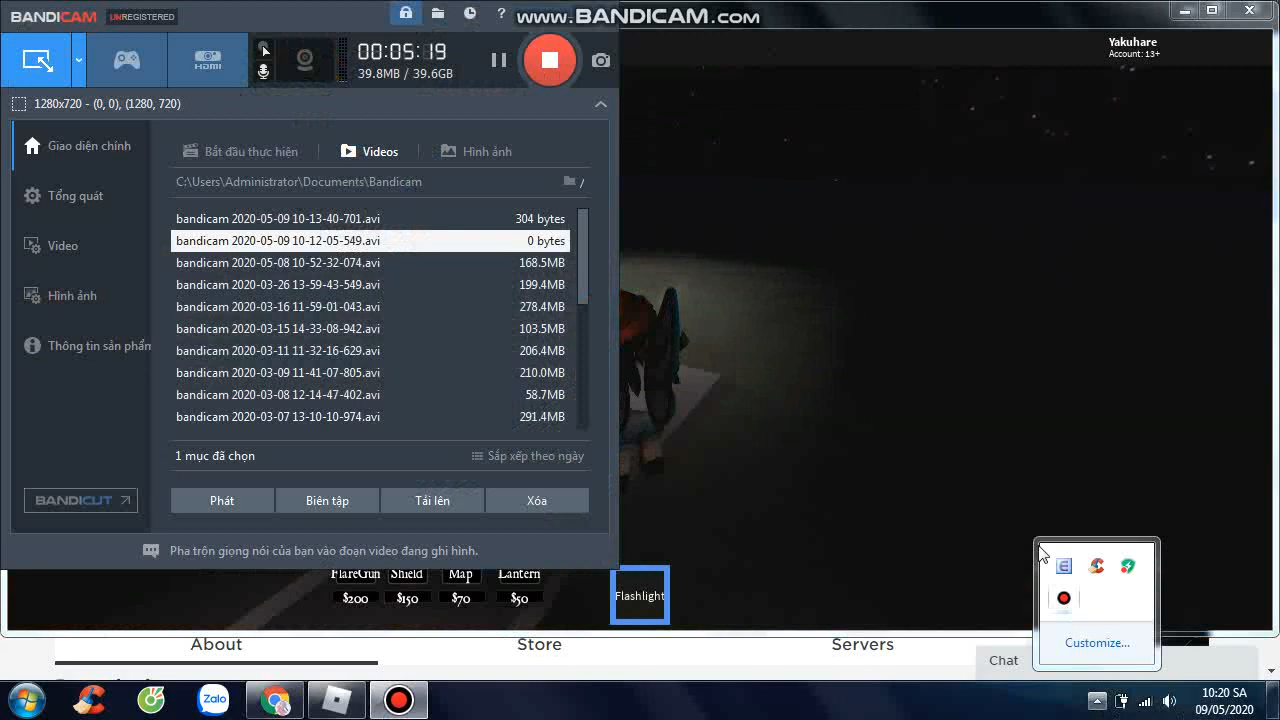 BANDICAM UNREGISTERED
www.BANDICAM.com
HDMI
00:05:19
39.8MB / 39.6GB
Yakuhare
Account: 13+
1280x720 - (0, 0), (1280, 720)
Giao diện chính
Tổng quát
Video
Hình ảnh
Thông tin sản phẩm
Bắt đầu thực hiện
Videos
Hình ảnh
C:\Users\Administrator\Documents\Bandicam
/
bandicam 2020-05-09 10-13-40-701.avi 304 bytes
bandicam 2020-05-09 10-12-05-549.avi 0 bytes
bandicam 2020-05-08 10-52-32-074.avi 168.5MB
bandicam 2020-03-26 13-59-43-549.avi 199.4MB
bandicam 2020-03-16 11-59-01-043.avi 278.4MB
bandicam 2020-03-15 14-33-08-942.avi 103.5MB
bandicam 2020-03-11 11-32-16-629.avi 206.4MB
bandicam 2020-03-09 11-41-07-805.avi 210.0MB
bandicam 2020-03-08 12-14-47-402.avi 58.7MB
bandicam 2020-03-07 13-10-10-974.avi 291.4MB
1 mục đã chọn
Sắp xếp theo ngày
BANDICUT
Phát
Biên tập
Tải lên
Xóa
Pha trộn giọng nói của bạn vào đoạn video đang ghi hình.
FlareGun Shield Map Lantern
$200 $150 $70 $50
Flashlight
Customize...
About
Store
Servers
Chat
Zalo
10:20 SA
09/05/2020